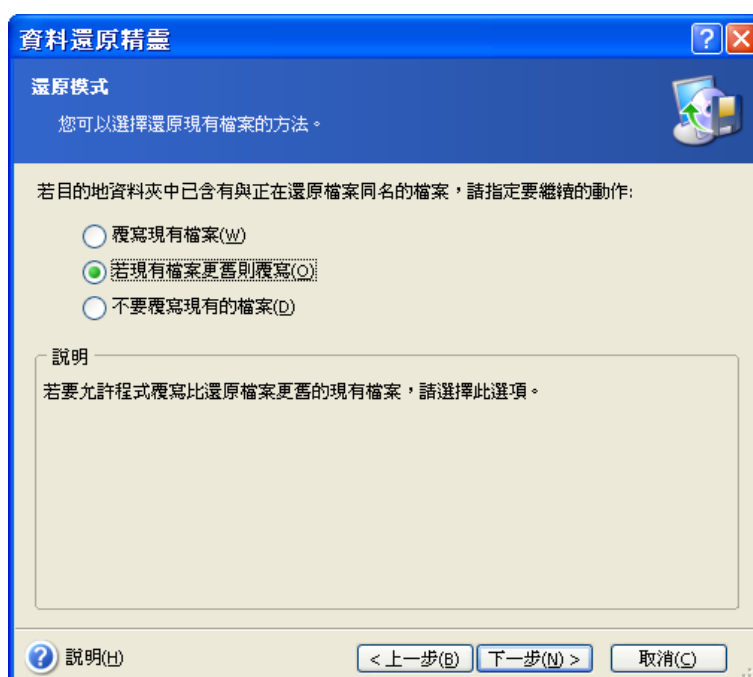 資料還原精靈
還原模式
您可以選擇還原現有檔案的方法。
若目的地資料夾中已含有與正在還原檔案同名的檔案，請指定要繼續的動作:
覆寫現有檔案(W)
若現有檔案更舊則覆寫(O)
不要覆寫現有的檔案(D)
說明
若要允許程式覆寫比還原檔案更舊的現有檔案，請選擇此選項。
說明(H)
< 上一步(B) 下一步(N) > 取消(C)